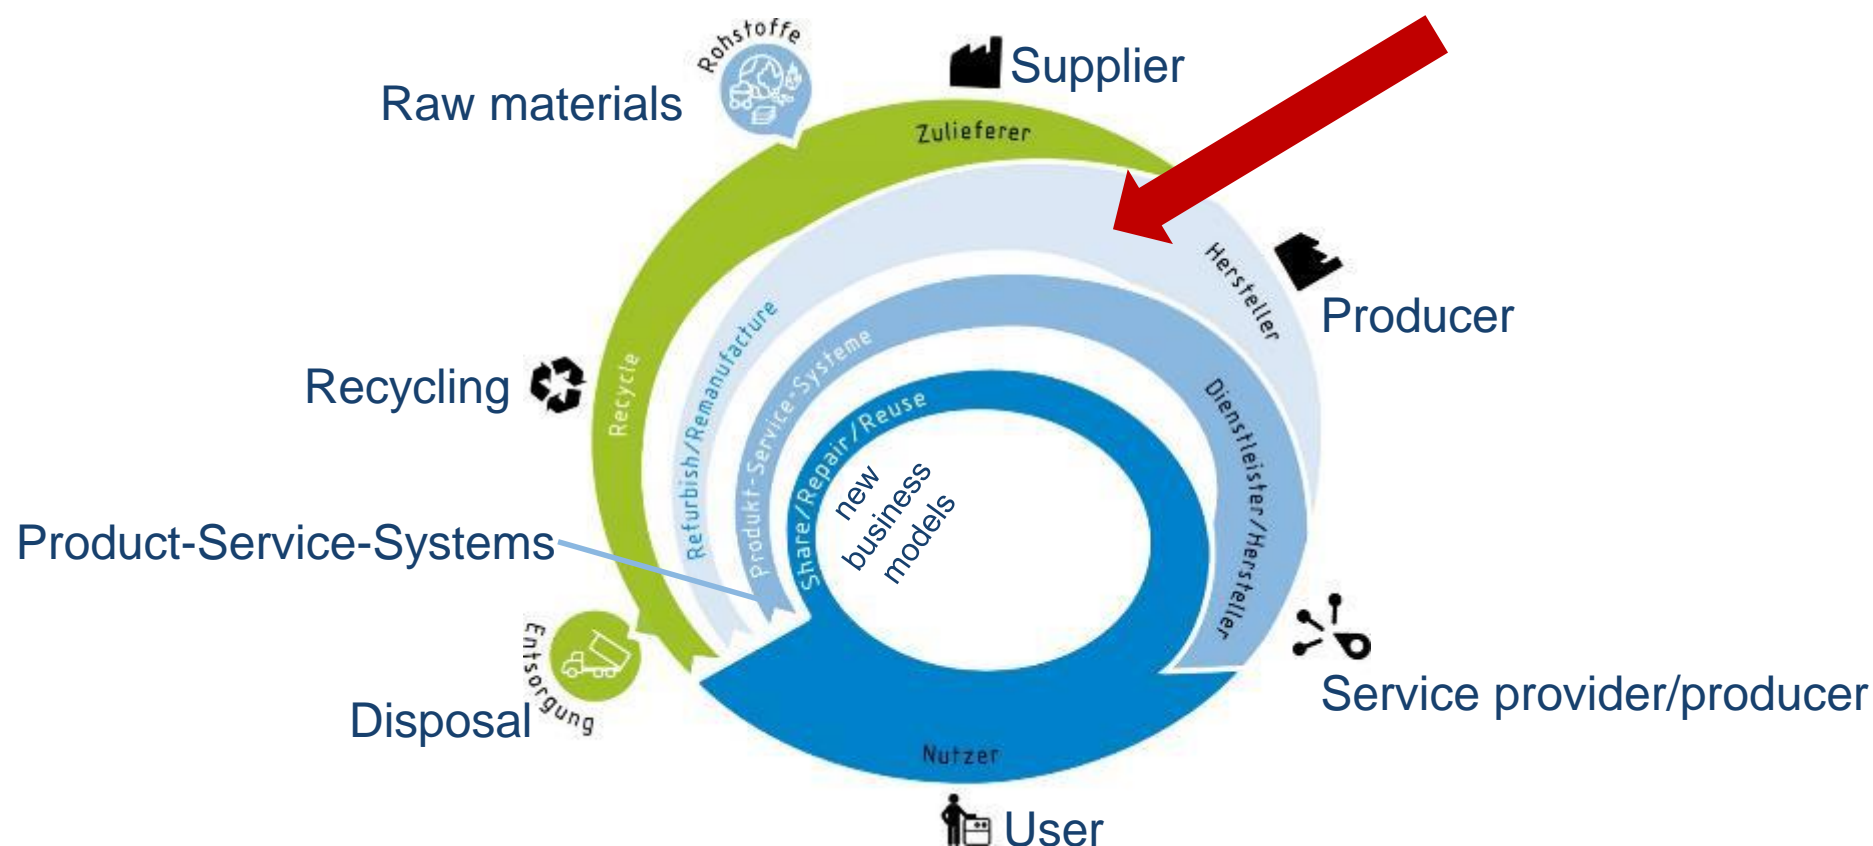 Rohstoffe
Supplier
Raw materials
Zulieferer
Hersteller
Producer
Refurbish/Remanufacture
Produkt-Service-Systeme
Recycle
Recycling
Share/Repair/Reuse
new
business
models
Dienstleister/Hersteller
Product-Service-Systems
Entsorgung
Disposal
Service provider/producer
Nutzer
User